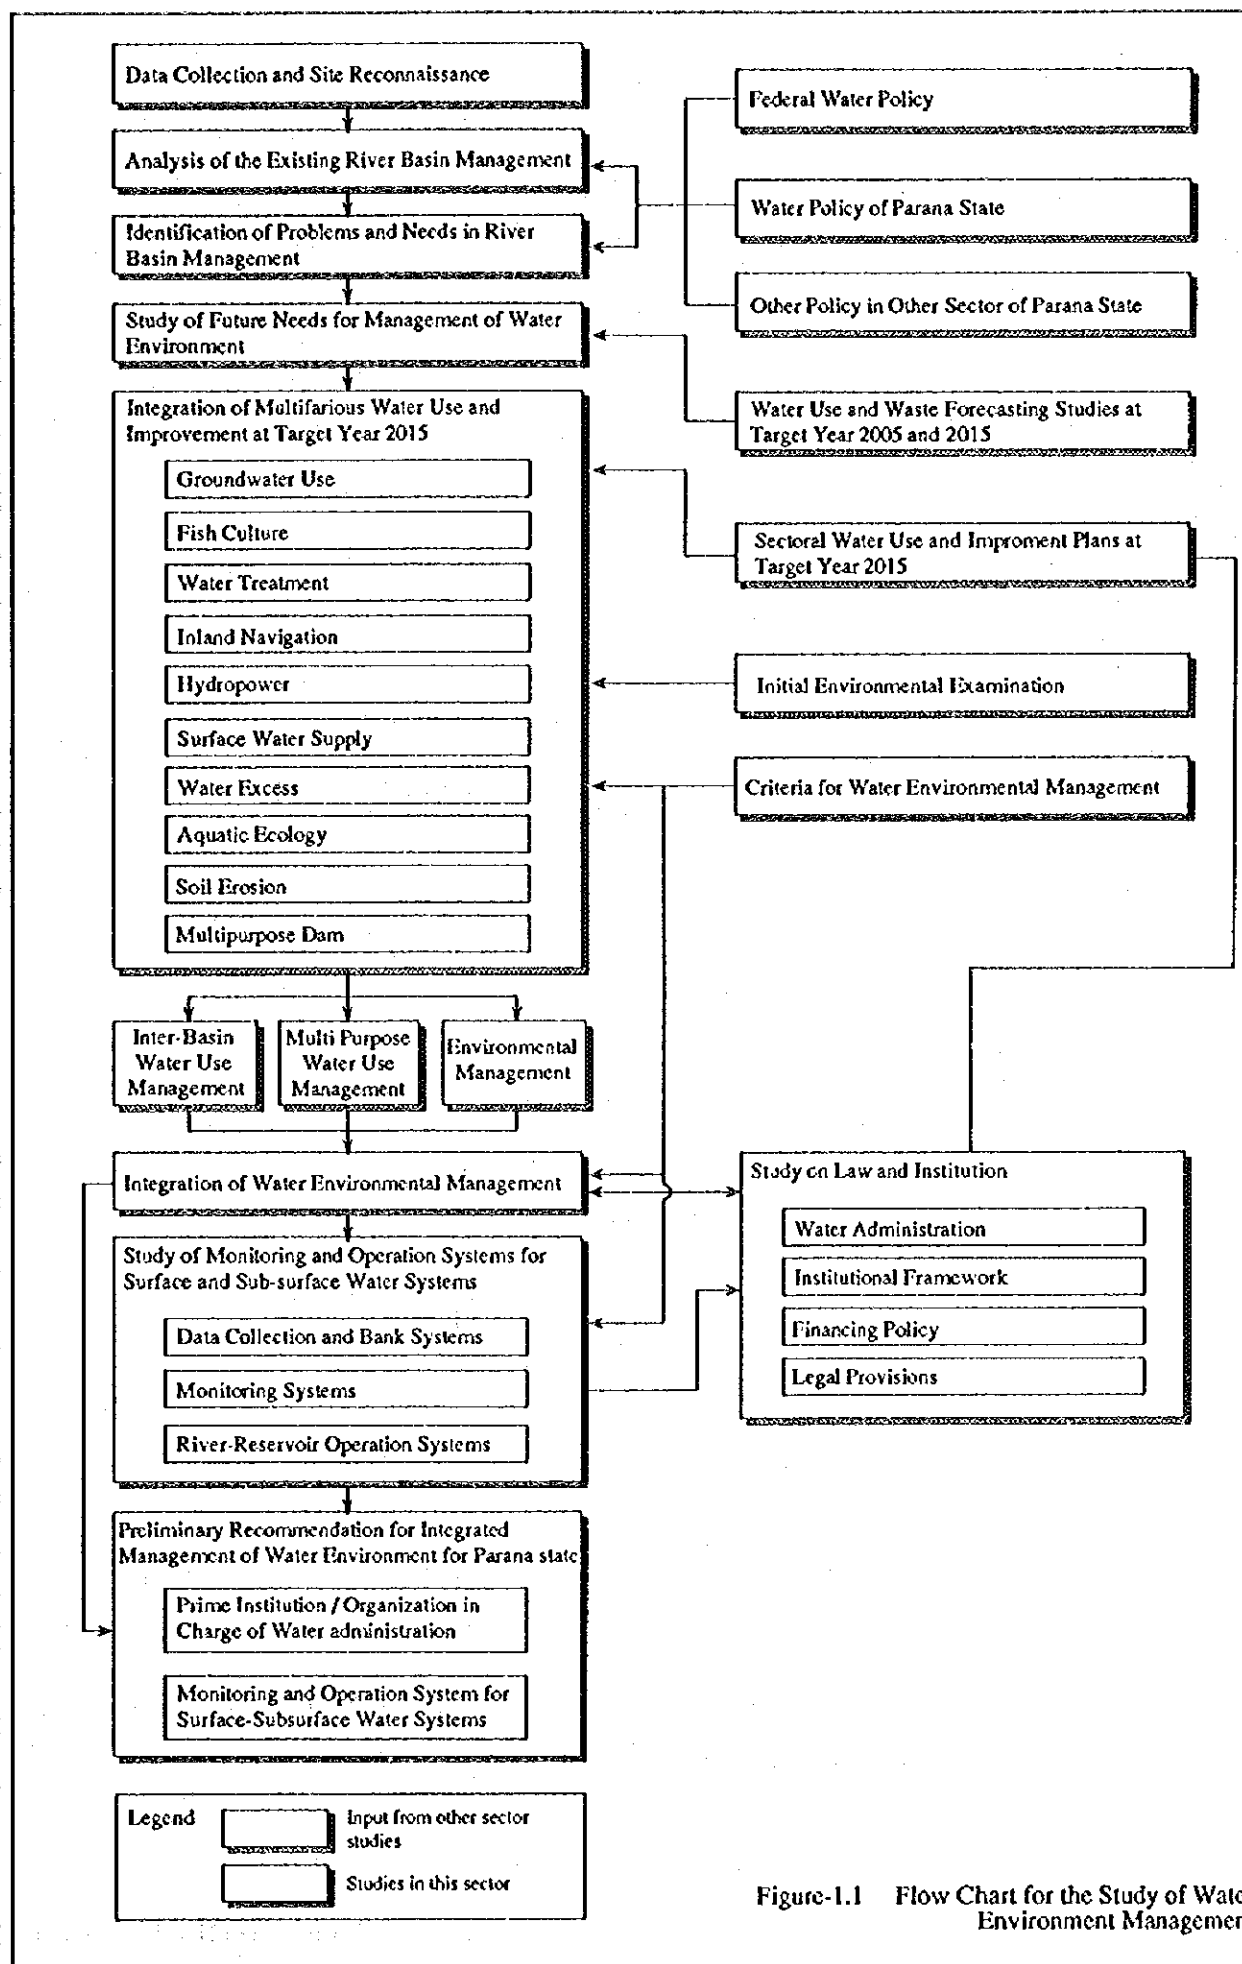 Data Collection and Site Reconnaissance
Analysis of the Existing River Basin Management
Identification of Problems and Needs in River
Basin Management
Study of Future Needs for Management of Water
Environment
Integration of Multifarious Water Use and
Improvement at Target Year 2015
Groundwater Use
Fish Culture
Water Treatment
Inland Navigation
Hydropower
Surface Water Supply
Water Excess
Aquatic Ecology
Soil Erosion
Multipurpose Dam
Inter-Basin
Water Use
Management
Multi Purpose
Water Use
Management
Environmental
Management
Integration of Water Environmental Management
Study of Monitoring and Operation Systems for
Surface and Sub-surface Water Systems
Data Collection and Bank Systems
Monitoring Systems
River-Reservoir Operation Systems
Preliminary Recommendation for Integrated
Management of Water Environment for Parana state
Prime Institution / Organization in
Charge of Water administration
Monitoring and Operation System for
Surface-Subsurface Water Systems
Federal Water Policy
Water Policy of Parana State
Other Policy in Other Sector of Parana State
Water Use and Waste Forecasting Studies at
Target Year 2005 and 2015
Sectoral Water Use and Improment Plans at
Target Year 2015
Initial Environmental Examination
Criteria for Water Environmental Management
Study on Law and Institution
Water Administration
Institutional Framework
Financing Policy
Legal Provisions
Legend
Input from other sector
studies
Studies in this sector
Figure-1.1 Flow Chart for the Study of Wate
Environment Managemen